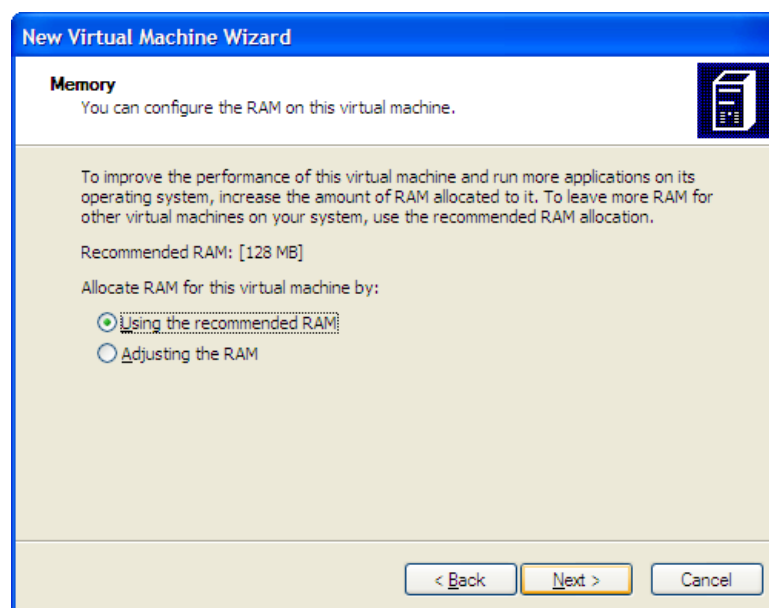 New Virtual Machine Wizard
Memory
You can configure the RAM on this virtual machine.
To improve the performance of this virtual machine and run more applications on its
operating system, increase the amount of RAM allocated to it. To leave more RAM for
other virtual machines on your system, use the recommended RAM allocation.
Recommended RAM: [128 MB]
Allocate RAM for this virtual machine by:
Using the recommended RAM
Adjusting the RAM
< Back Next > Cancel